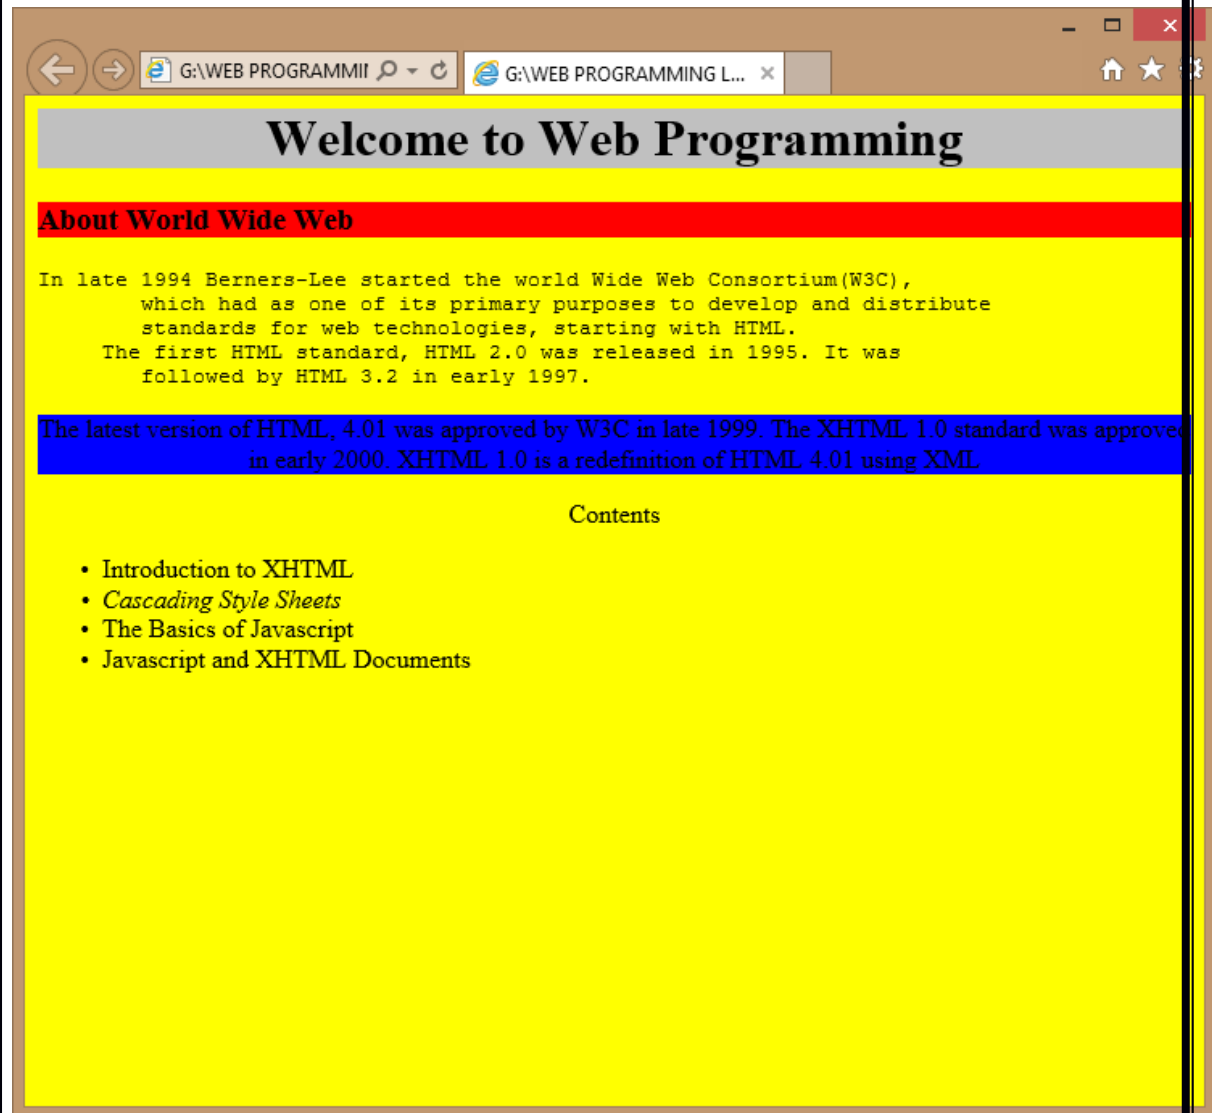 G:\WEB PROGRAMMI
G:\WEB PROGRAMMING L...
Welcome to Web Programming
About World Wide Web
In late 1994 Berners-Lee started the world Wide Web Consortium(W3C),
which had as one of its primary purposes to develop and distribute
standards for web technologies, starting with HTML.
The first HTML standard, HTML 2.0 was released in 1995. It was
followed by HTML 3.2 in early 1997.
The latest version of HTML, 4.01 was approved by W3C in late 1999. The XHTML 1.0 standard was approved
in early 2000. XHTML 1.0 is a redefinition of HTML 4.01 using XML
Contents
• Introduction to XHTML
• Cascading Style Sheets
• The Basics of Javascript
• Javascript and XHTML Documents